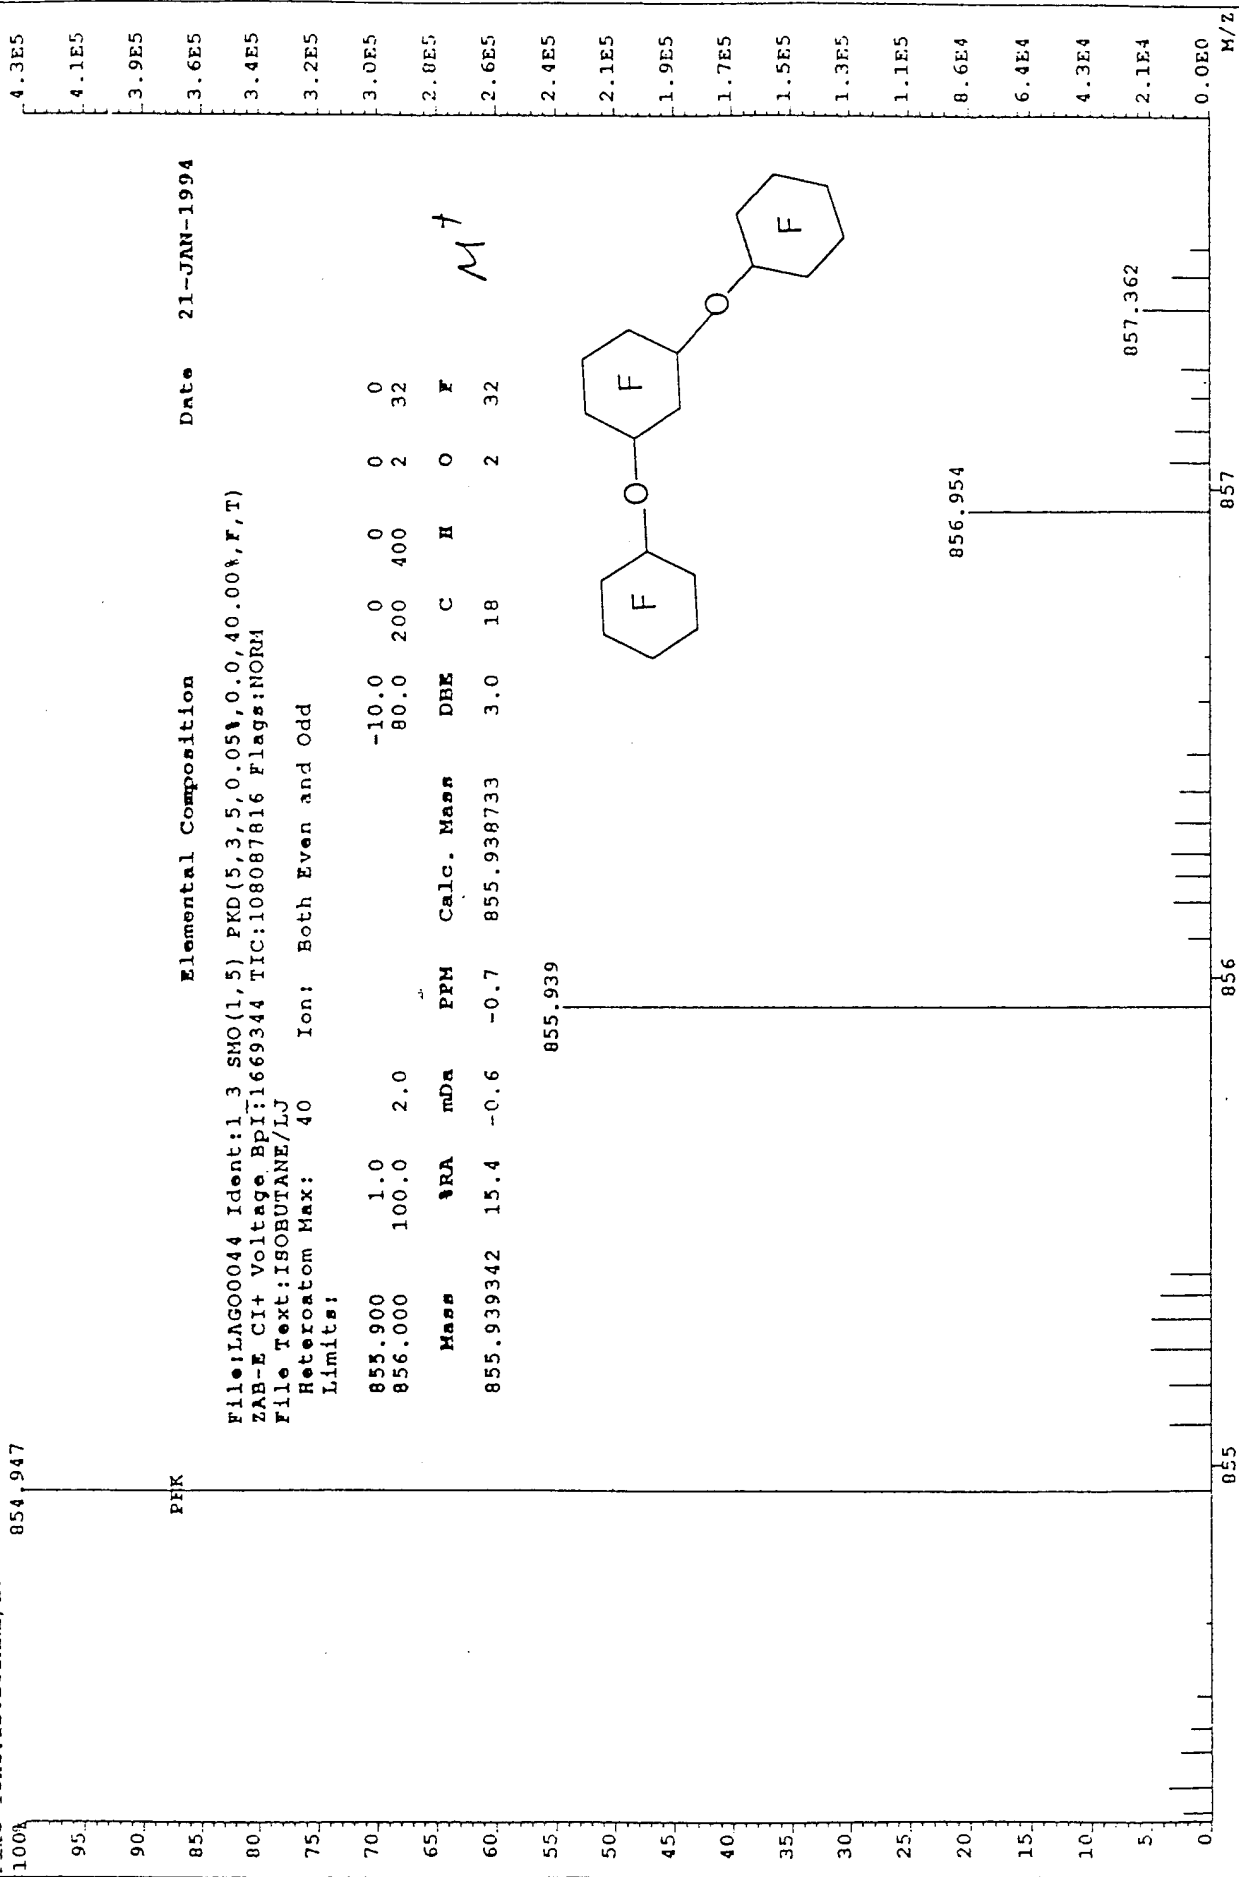 854.947
PFK
Elemental Composition Date 21-JAN-1994
File:LAG00044 Ident:1_3 SMO(1,5) PKD(5,3,5,0.05%,0.0,40.00%,F,T)
ZAB-E CI+ Voltage BpI:1669344 TIC:108087816 Flags:NORM
File Text:ISOBUTANE/LJ
Heteroatom Max: 40 Ion: Both Even and Odd
Limits:
855.900 1.0 -10.0 0 0 0 0
856.000 100.0 2.0 80.0 200 400 2 32
Mass %RA mDa PPM Calc. Mass DBE C H O F
855.939342 15.4 -0.6 -0.7 855.938733 3.0 18 2 32
M+
F O F O F
855.939
856.954
857.362
100%
95
90
85
80
75
70
65
60
55
50
45
40
35
30
25
20
15
10
5
0
4.3E5
4.1E5
3.9E5
3.6E5
3.4E5
3.2E5
3.0E5
2.8E5
2.6E5
2.4E5
2.1E5
1.9E5
1.7E5
1.5E5
1.3E5
1.1E5
8.6E4
6.4E4
4.3E4
2.1E4
0.0E0
855 856 857 M/Z